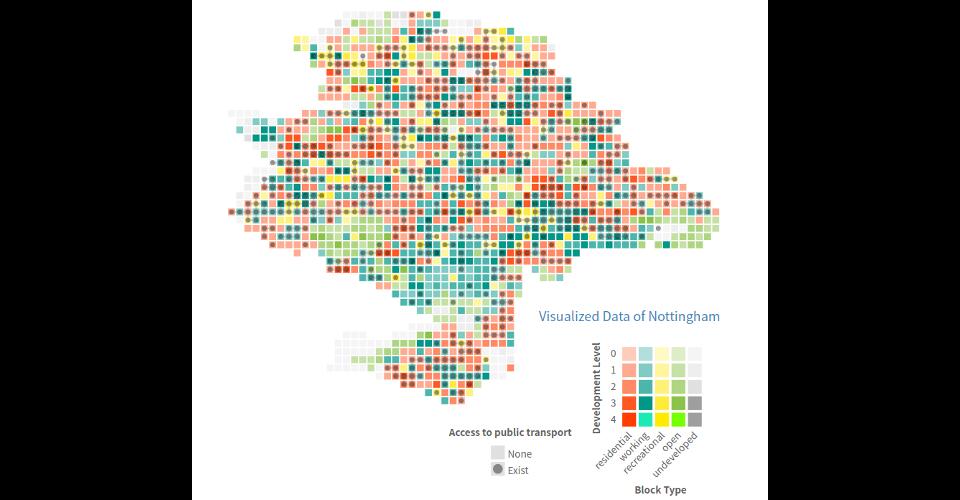 Visualized Data of Nottingham
Development Level
0
1
2
3
4
residential
working
recreational
open
undeveloped
Block Type
Access to public transport
None
Exist